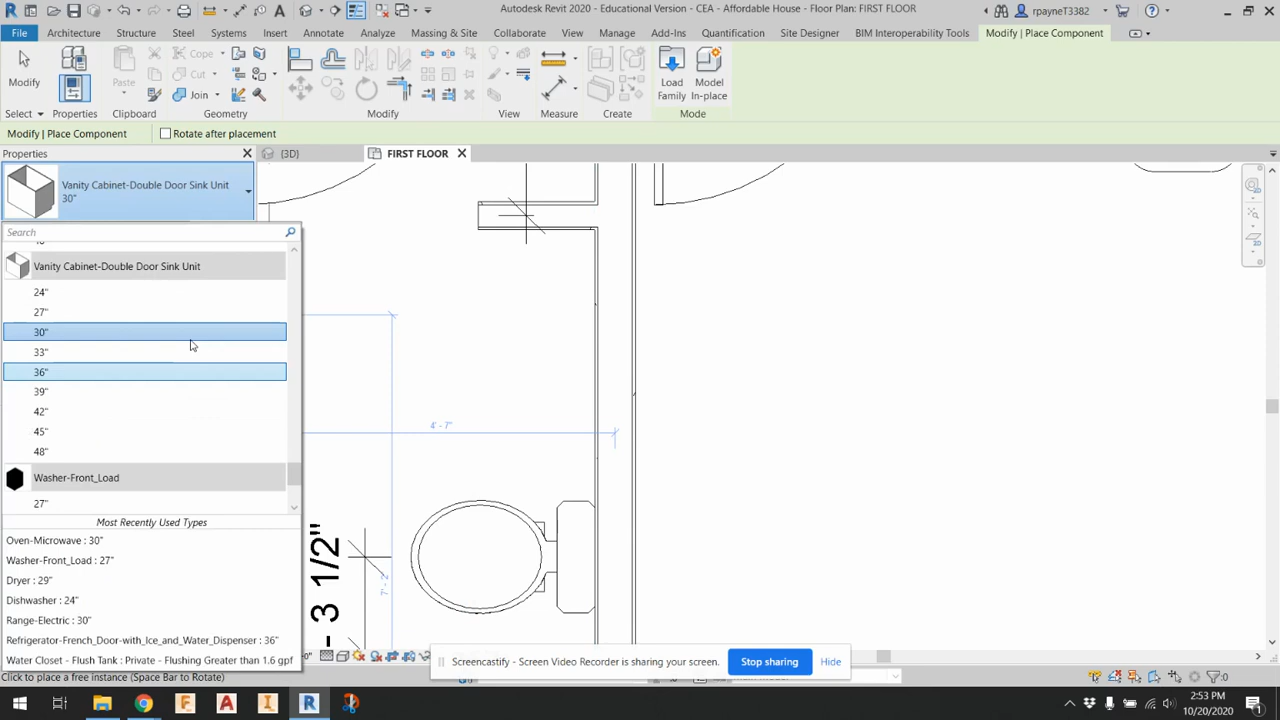 Autodesk Revit 2020 - Educational Version - CEA - Affordable House - Floor Plan: FIRST FLOOR
rpayneT3382
File Architecture Structure Steel Systems Insert Annotate Analyze Massing & Site Collaborate View Manage Add-Ins Quantification Site Designer BIM Interoperability Tools Modify | Place Component
Modify
Paste
Cope
Cut
Join
Load Family
Model In-place
Select Properties Clipboard Geometry Modify View Measure Create Mode
Modify | Place Component Rotate after placement
Properties
(3D)
FIRST FLOOR
Vanity Cabinet-Double Door Sink Unit
30"
Search
Vanity Cabinet-Double Door Sink Unit
24"
27"
30"
33"
36"
39"
42"
45"
48"
Washer-Front_Load
27"
Most Recently Used Types
Oven-Microwave : 30"
Washer-Front_Load : 27"
Dryer : 29"
Dishwasher : 24"
Range-Electric : 30"
Refrigerator-French_Door-with_Ice_and_Water_Dispenser : 36"
Water Closet - Flush Tank : Private - Flushing Greater than 1.6 gpf
4' - 7"
- 3 1/2"
Screencastify - Screen Video Recorder is sharing your screen.
Stop sharing
Hide
Click to place free instance (Space Bar to Rotate)
:0
2:53 PM
10/20/2020